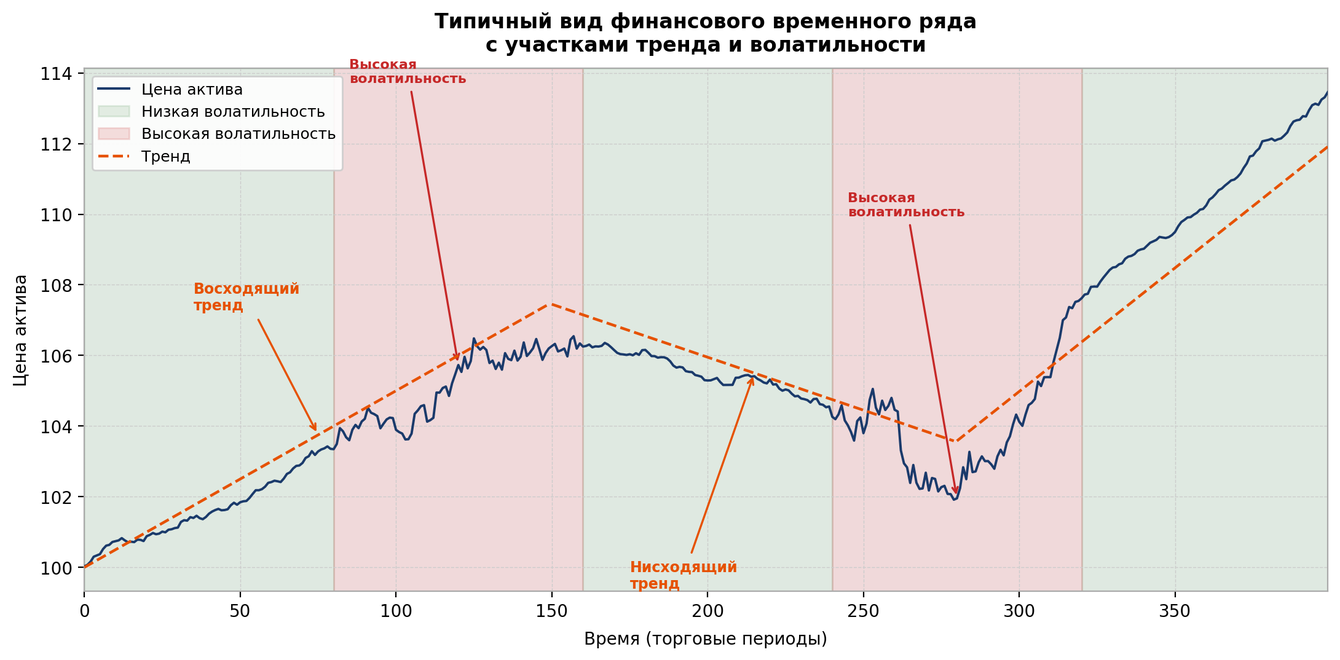 Типичный вид финансового временного ряда
с участками тренда и волатильности
Высокая
волатильность
Цена актива
Низкая волатильность
Высокая волатильность
Тренд
Высокая
волатильность
Восходящий
тренд
Нисходящий
тренд
Цена актива
114
112
110
108
106
104
102
100
0 50 100 150 200 250 300 350
Время (торговые периоды)